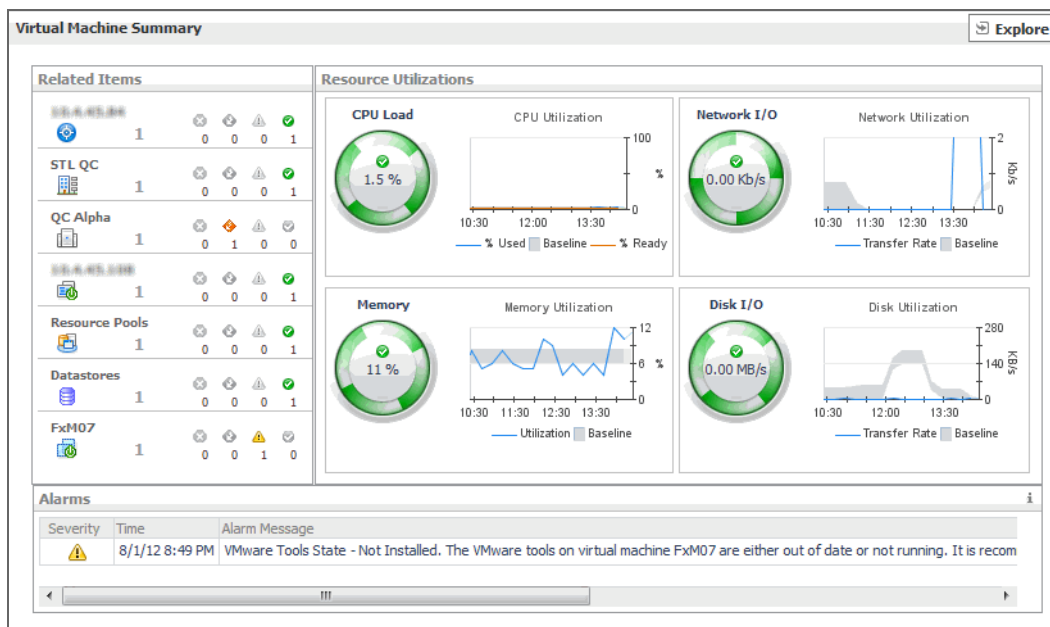 Virtual Machine Summary
Explore
Related Items
1
0 0 0 1
STL QC
1
0 0 0 1
QC Alpha
1
0 1 0 0
1
0 0 0 1
Resource Pools
1
0 0 0 1
Datastores
1
0 0 0 1
FxM07
1
0 0 1 0
Resource Utilizations
CPU Load
1.5 %
CPU Utilization
100
%
0
10:30 12:00 13:30
% Used Baseline % Ready
Network I/O
0.00 Kb/s
Network Utilization
2
Kb/s
0
10:30 11:30 12:30 13:30
Transfer Rate Baseline
Memory
11 %
Memory Utilization
12
6 %
0
10:30 11:30 12:30 13:30
Utilization Baseline
Disk I/O
0.00 MB/s
Disk Utilization
280
140 KB/s
0
10:30 12:00 13:30
Transfer Rate Baseline
Alarms
Severity Time Alarm Message
8/1/12 8:49 PM VMware Tools State - Not Installed. The VMware tools on virtual machine FxM07 are either out of date or not running. It is recom